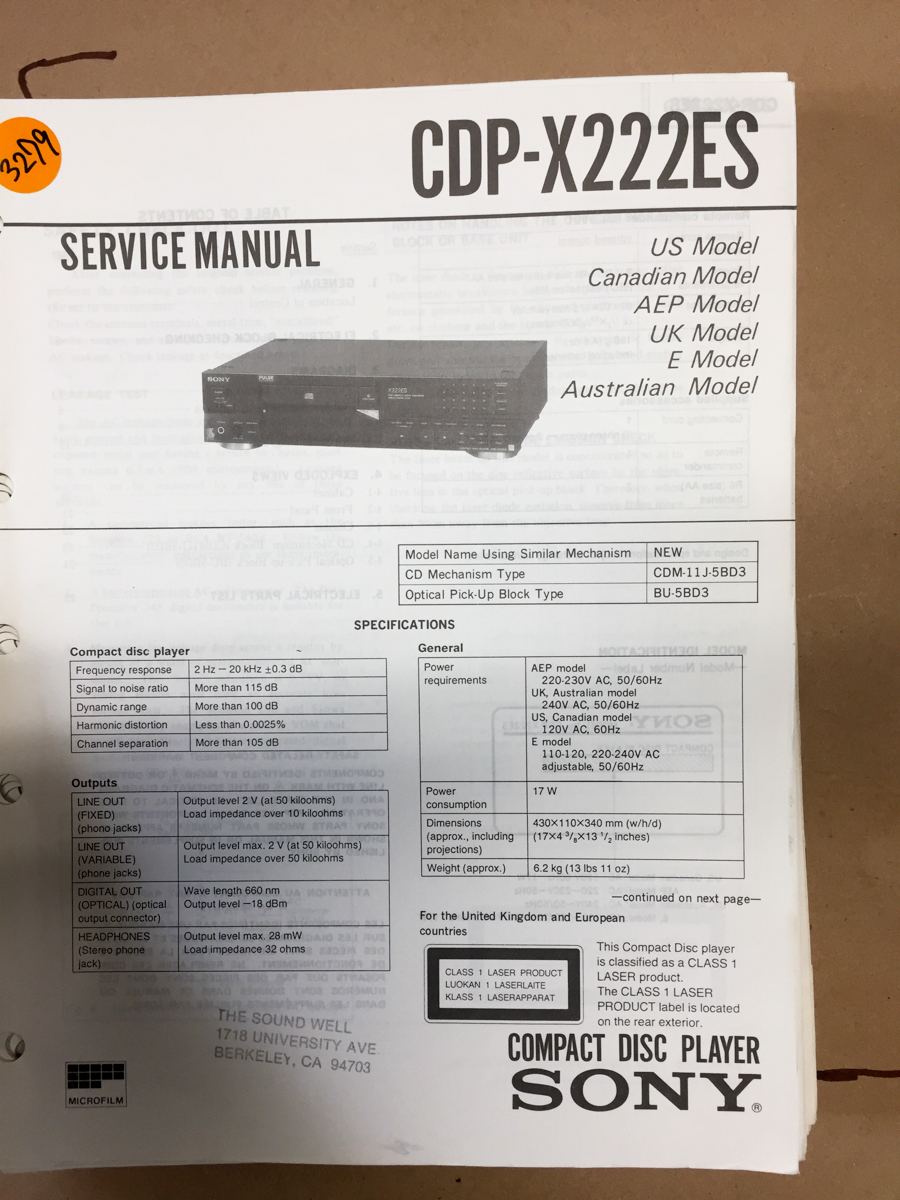 3279
CDP-X222ES
SERVICE MANUAL
US Model
Canadian Model
AEP Model
UK Model
E Model
Australian Model
SONY
X222ES
Model Name Using Similar Mechanism NEW
CD Mechanism Type CDM-11J-5BD3
Optical Pick-Up Block Type BU-5BD3
SPECIFICATIONS
Compact disc player
Frequency response 2 Hz – 20 kHz ±0.3 dB
Signal to noise ratio More than 115 dB
Dynamic range More than 100 dB
Harmonic distortion Less than 0.0025%
Channel separation More than 105 dB
Outputs
LINE OUT (FIXED) (phono jacks) Output level 2 V (at 50 kiloohms)
Load impedance over 10 kiloohms
LINE OUT (VARIABLE) (phone jacks) Output level max. 2 V (at 50 kiloohms)
Load impedance over 50 kiloohms
DIGITAL OUT (OPTICAL) (optical output connector) Wave length 660 nm
Output level –18 dBm
HEADPHONES (Stereo phone jack) Output level max. 28 mW
Load impedance 32 ohms
General
Power requirements AEP model
220-230V AC, 50/60Hz
UK, Australian model
240V AC, 50/60Hz
US, Canadian model
120V AC, 60Hz
E model
110-120, 220-240V AC
adjustable, 50/60Hz
Power consumption 17 W
Dimensions (approx., including projections) 430×110×340 mm (w/h/d)
(17×4 3/8×13 1/2 inches)
Weight (approx.) 6.2 kg (13 lbs 11 oz)
—continued on next page—
For the United Kingdom and European
countries
CLASS 1 LASER PRODUCT
LUOKAN 1 LASERLAITE
KLASS 1 LASERAPPARAT
This Compact Disc player
is classified as a CLASS 1
LASER product.
The CLASS 1 LASER
PRODUCT label is located
on the rear exterior.
THE SOUND WELL
1718 UNIVERSITY AVE
BERKELEY, CA 94703
MICROFILM
COMPACT DISC PLAYER
SONY®